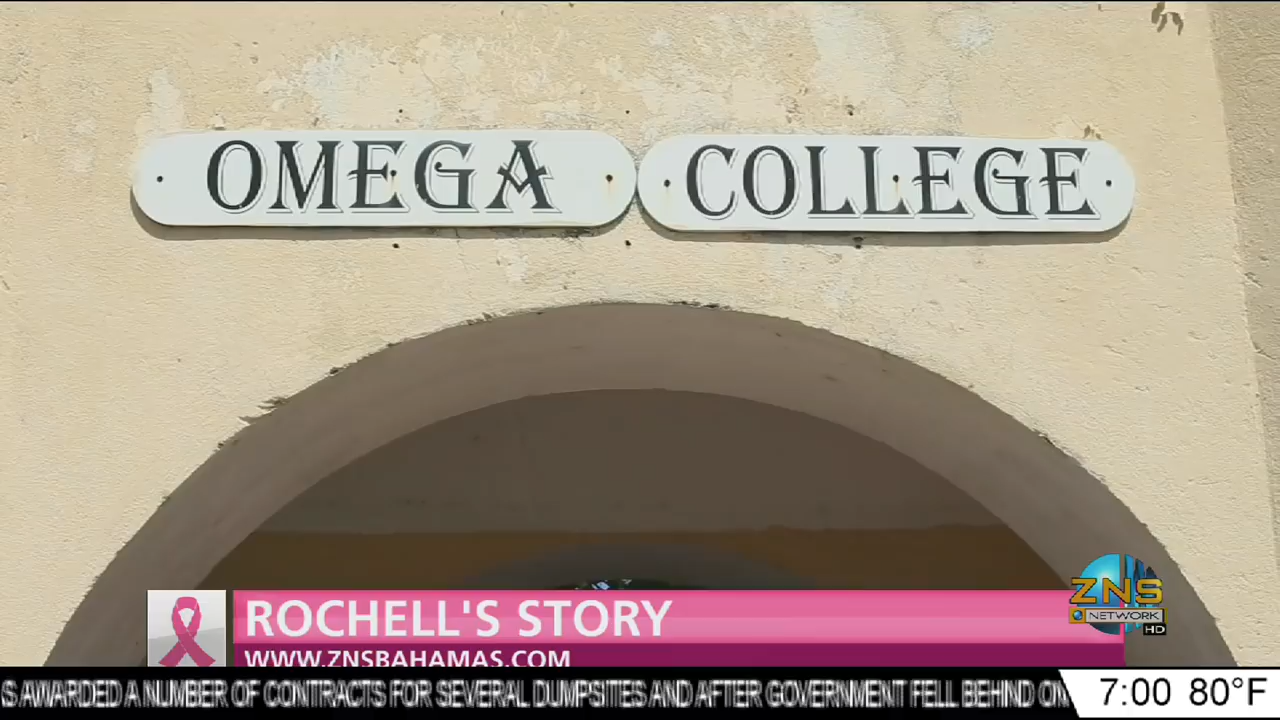 OMEGA COLLEGE
ROCHELL'S STORY
WWW.ZNSBAHAMAS.COM
ZNS
NETWORK
HD
S AWARDED A NUMBER OF CONTRACTS FOR SEVERAL DUMPSITES AND AFTER GOVERNMENT FELL BEHIND ON
7:00 80°F